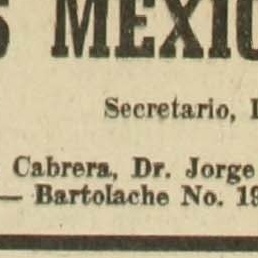 S MEXIC
Secretario,
Cabrera, Dr. Jorge
— Bartolache No. 19